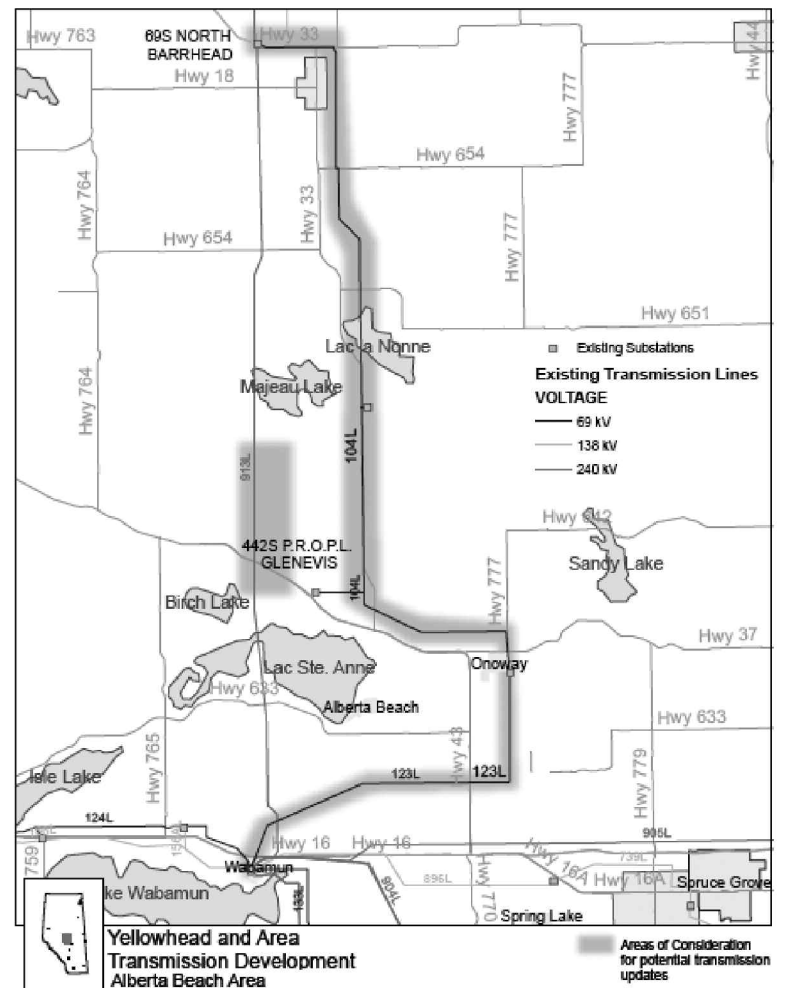 Hwy 763
69S NORTH
BARRHEAD
Hwy 33
Hwy 44
Hwy 18
Hwy 777
Hwy 654
Hwy 764
Hwy 33
Hwy 654
Hwy 777
Hwy 651
Lac la Nonne
Existing Substations
Existing Transmission Lines
VOLTAGE
69 kV
138 kV
240 kV
Majeau Lake
Hwy 764
104L
913L
442S P.R.O.P.L.
GLENEVIS
104L
Hwy 642
Sandy Lake
Hwy 777
Birch Lake
Hwy 37
Lac Ste. Anne
Onoway
Hwy 633
Alberta Beach
Hwy 633
Hwy 765
Hwy 43
Hwy 779
Isle Lake
123L
123L
124L
Hwy 16
Hwy 16
905L
Hwy 16A
739L
Wabamun
759
ke Wabamun
133L
904L
896L
Hwy 770
Hwy 16A
Spruce Grove
Spring Lake
Yellowhead and Area
Transmission Development
Alberta Beach Area
Areas of Consideration
for potential transmission
updates